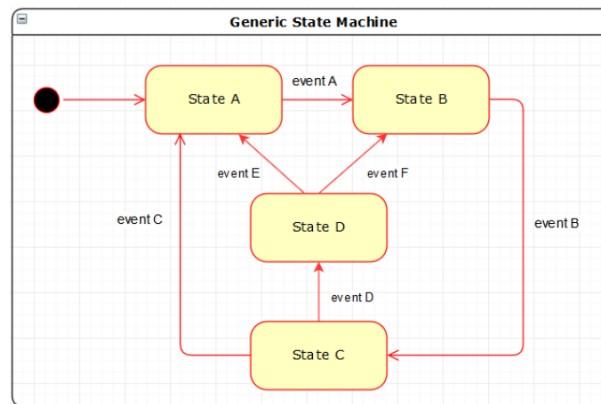 Generic State Machine
event A
State A
State B
event E
event F
event C
event B
State D
event D
State C